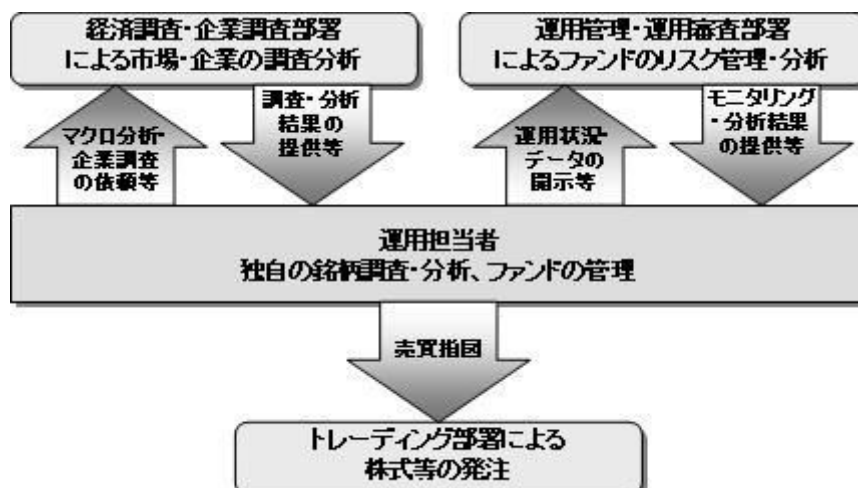 経済調査・企業調査部署
による市場・企業の調査分析
運用管理・運用審査部署
によるファンドのリスク管理・分析
マクロ分析・
企業調査
の依頼等
調査・分析
結果の
提供等
運用状況・
データの
開示等
モニタリング
・分析結果
の提供等
運用担当者
独自の銘柄調査・分析、ファンドの管理
売買指図
トレーディング部署による
株式等の発注